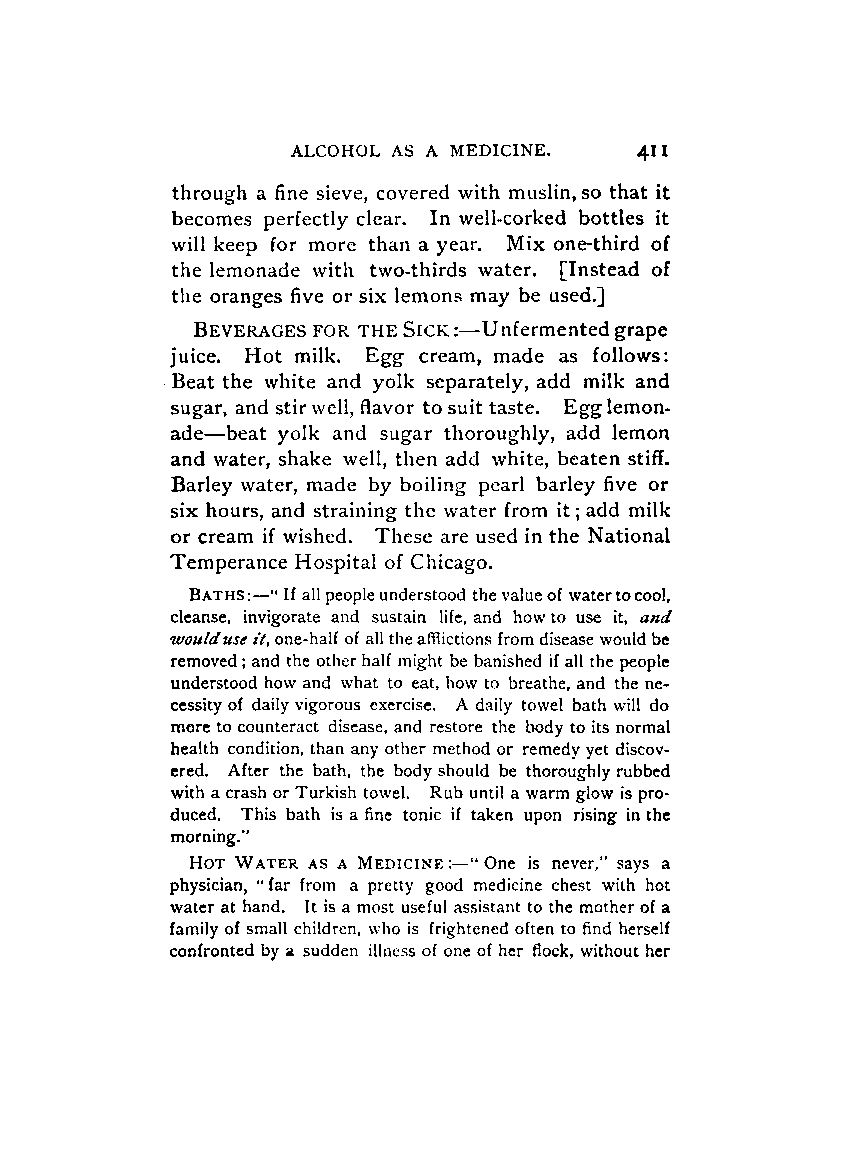 ALCOHOL AS A MEDICINE. 411
through a fine sieve, covered with muslin, so that it
becomes perfectly clear. In well-corked bottles it
will keep for more than a year. Mix one-third of
the lemonade with two-thirds water. [Instead of
the oranges five or six lemons may be used.]
BEVERAGES FOR THE SICK:—Unfermented grape
juice. Hot milk. Egg cream, made as follows:
Beat the white and yolk separately, add milk and
sugar, and stir well, flavor to suit taste. Egg lemon-
ade—beat yolk and sugar thoroughly, add lemon
and water, shake well, then add white, beaten stiff.
Barley water, made by boiling pearl barley five or
six hours, and straining the water from it; add milk
or cream if wished. These are used in the National
Temperance Hospital of Chicago.
BATHS:—"If all people understood the value of water to cool,
cleanse, invigorate and sustain life, and how to use it, and
would use it, one-half of all the afflictions from disease would be
removed; and the other half might be banished if all the people
understood how and what to eat, how to breathe, and the ne-
cessity of daily vigorous exercise. A daily towel bath will do
more to counteract disease, and restore the body to its normal
health condition, than any other method or remedy yet discov-
ered. After the bath, the body should be thoroughly rubbed
with a crash or Turkish towel. Rub until a warm glow is pro-
duced. This bath is a fine tonic if taken upon rising in the
morning."
HOT WATER AS A MEDICINE:—"One is never," says a
physician, "far from a pretty good medicine chest with hot
water at hand. It is a most useful assistant to the mother of a
family of small children, who is frightened often to find herself
confronted by a sudden illness of one of her flock, without her